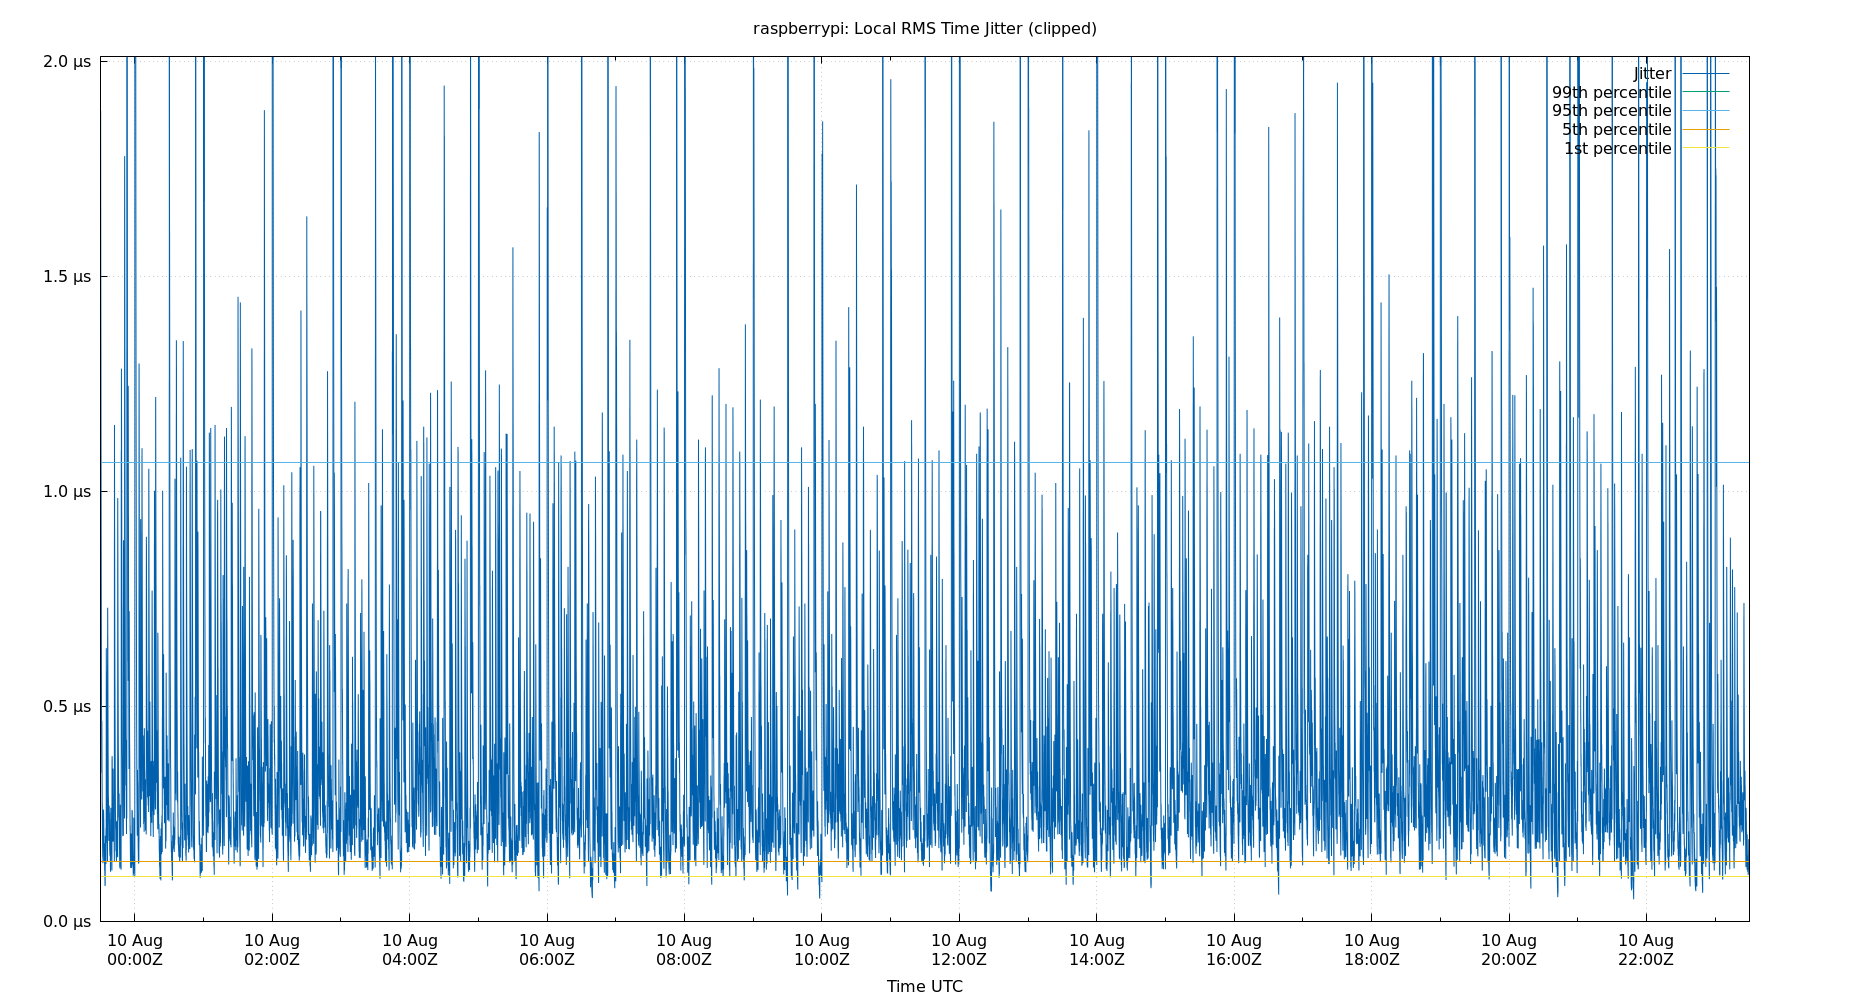 raspberrypi: Local RMS Time Jitter (clipped)
2.0 μs
1.5 μs
1.0 μs
0.5 μs
0.0 μs
Jitter
99th percentile
95th percentile
5th percentile
1st percentile
10 Aug 10 Aug 10 Aug 10 Aug 10 Aug 10 Aug 10 Aug 10 Aug 10 Aug 10 Aug 10 Aug 10 Aug
00:00Z 02:00Z 04:00Z 06:00Z 08:00Z 10:00Z 12:00Z 14:00Z 16:00Z 18:00Z 20:00Z 22:00Z
Time UTC